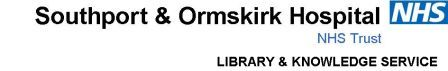 Southport & Ormskirk Hospital NHS
NHS Trust
LIBRARY & KNOWLEDGE SERVICE